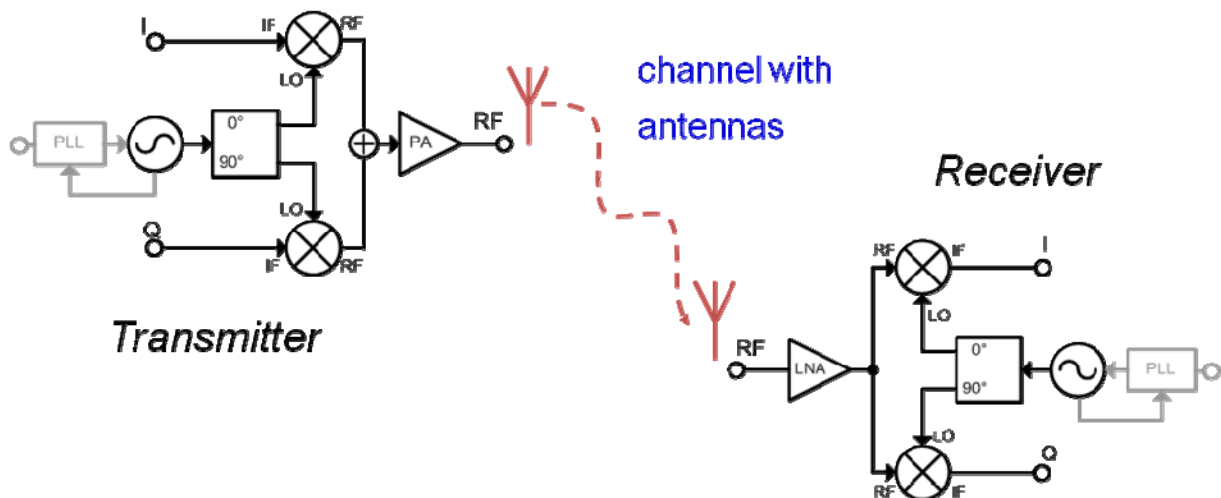 I
IF
RF
LO
PLL
0°
90°
PA
RF
LO
Q
IF
RF
Transmitter
channel with
antennas
Receiver
RF
IF
I
LO
RF
LNA
0°
90°
PLL
LO
Q
RF
IF